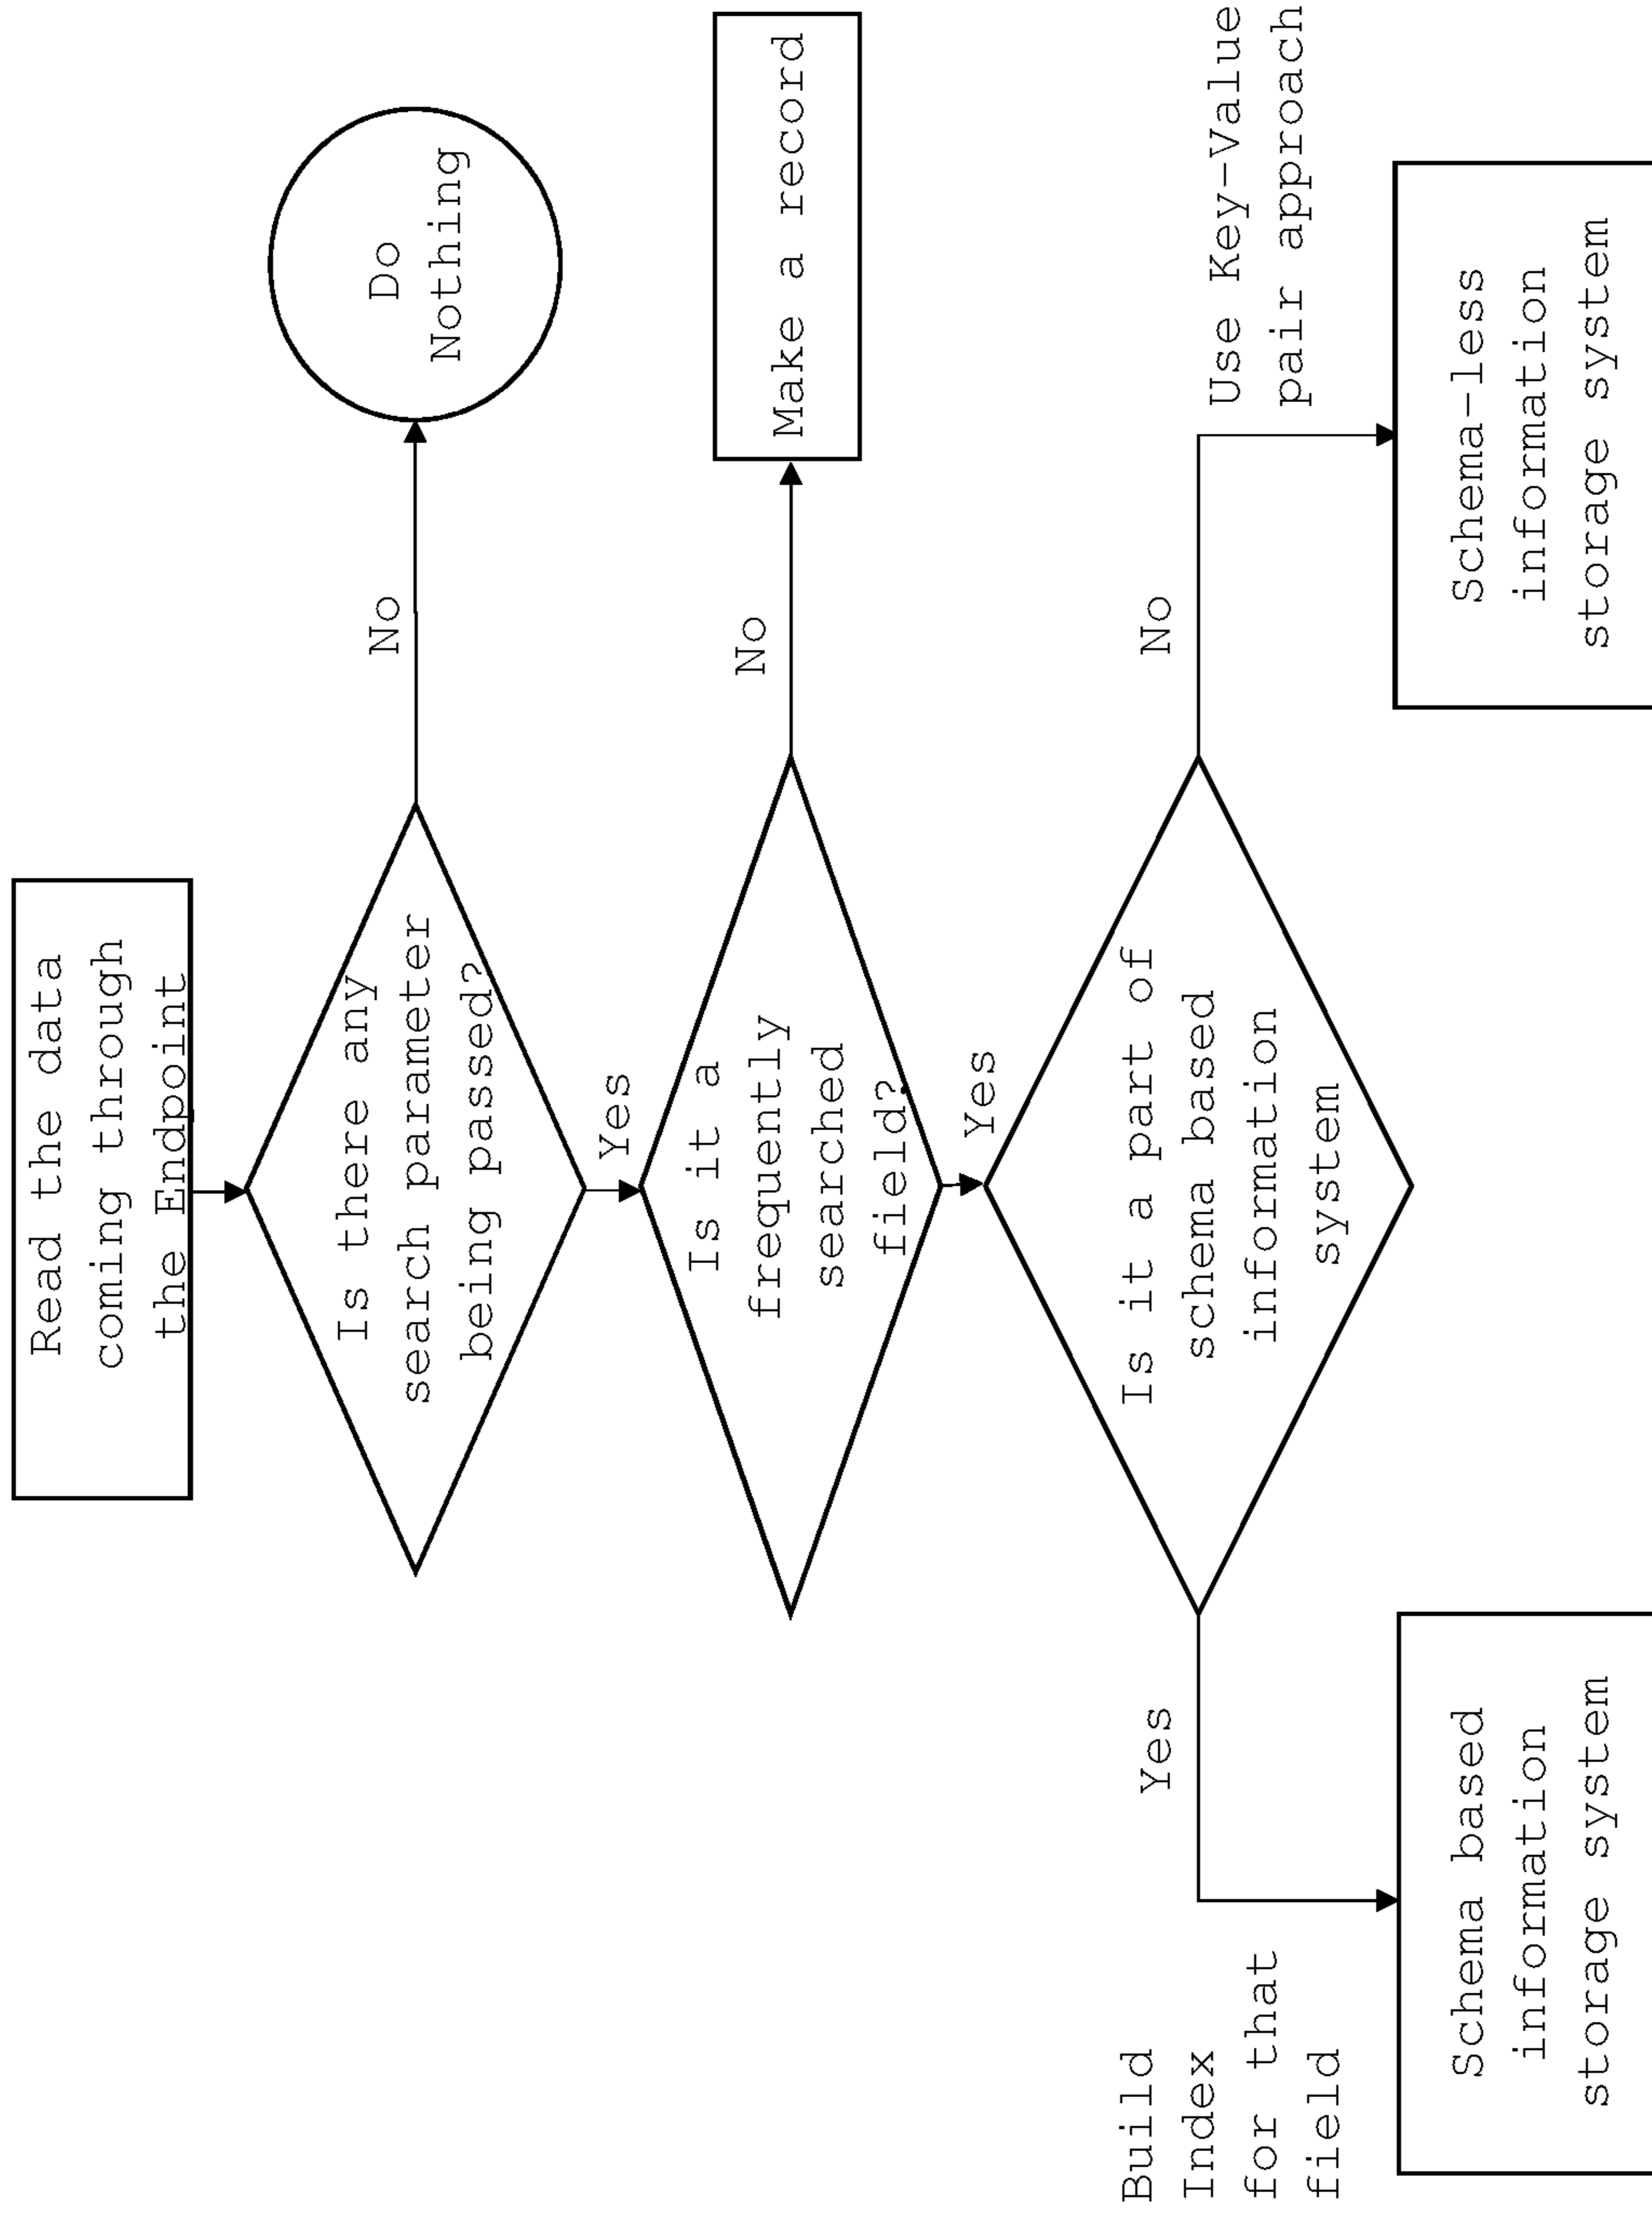 Read the data
coming through
the Endpoint
Is there any
search parameter
being passed?
No
Do
Nothing
Yes
Is it a
frequently
searched
field?
No
Make a record
Yes
Is it a part of
schema based
information
system
Yes
Build
Index
for that
field
Schema based
information
storage system
No
Use Key-Value
pair approach
Schema-less
information
storage system